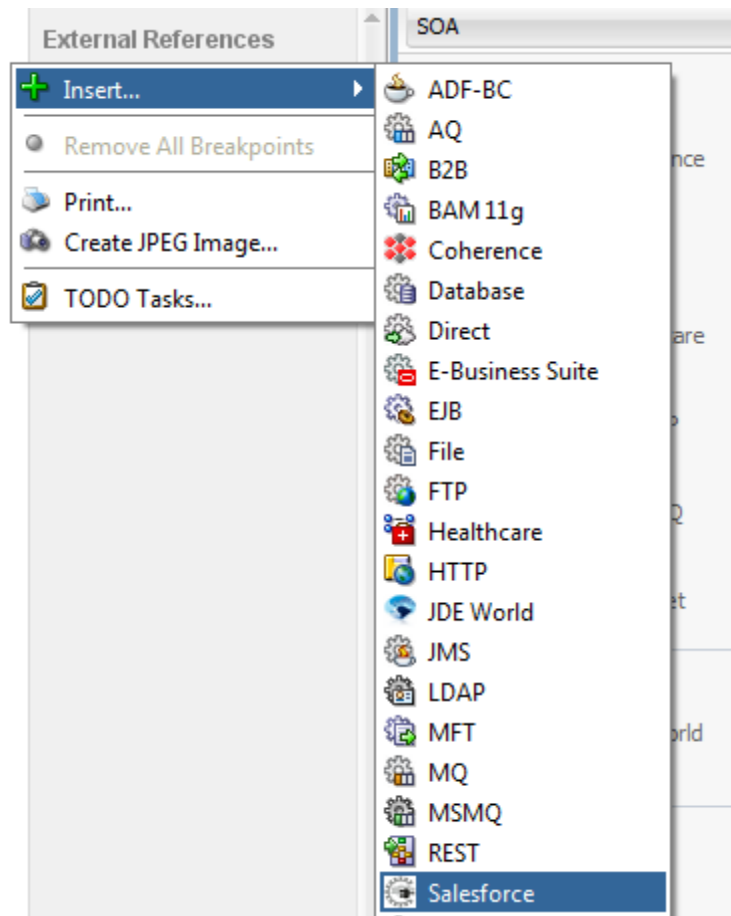 External References
SOA
Insert...
Remove All Breakpoints
Print...
Create JPEG Image...
TODO Tasks...
ADF-BC
AQ
B2B
BAM 11g
Coherence
Database
Direct
E-Business Suite
EJB
File
FTP
Healthcare
HTTP
JDE World
JMS
LDAP
MFT
MQ
MSMQ
REST
Salesforce